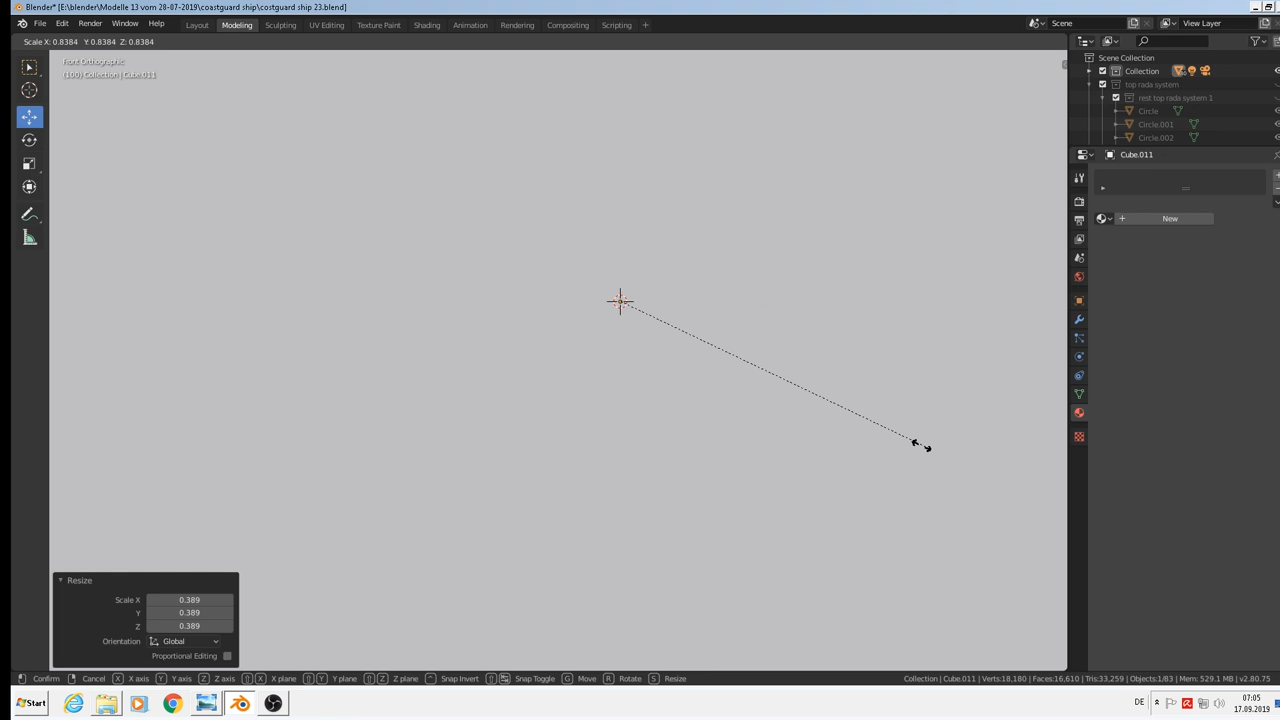 Blender* [E:\blender\Modelle 13 vom 28-07-2019\coastguard ship\costguard ship 23.blend]
File Edit Render Window Help Layout Modeling Sculpting UV Editing Texture Paint Shading Animation Rendering Compositing Scripting + Scene View Layer
Scale X: 0.8384 Y: 0.8384 Z: 0.8384
Front Orthographic
(100) Collection | Cube.011
Scene Collection
Collection
top rada system
rest top rada system 1
Circle
Circle.001
Circle.002
Cube.011
+ New
Resize
Scale X 0.389
Y 0.389
Z 0.389
Orientation Global
Proportional Editing
Confirm Cancel X X axis Y Y axis Z Z axis X X plane Y Y plane Z Z plane Snap Invert Snap Toggle G Move R Rotate S Resize Collection | Cube.011 | Verts:18,180 | Faces:16,610 | Tris:33,259 | Objects:1/83 | Mem: 529.1 MB | v2.80.75
Start DE 07:05
17.09.2019